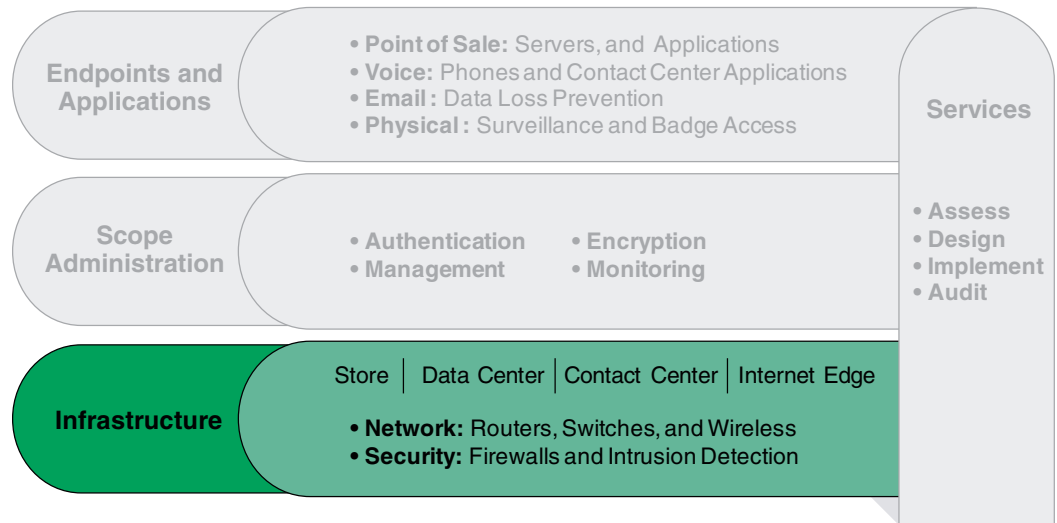 Endpoints and
Applications
• Point of Sale: Servers, and Applications
• Voice: Phones and Contact Center Applications
• Email : Data Loss Prevention
• Physical : Surveillance and Badge Access
Services
• Assess
• Design
• Implement
• Audit
Scope
Administration
• Authentication • Encryption
• Management • Monitoring
Infrastructure
Store | Data Center | Contact Center | Internet Edge
• Network: Routers, Switches, and Wireless
• Security: Firewalls and Intrusion Detection